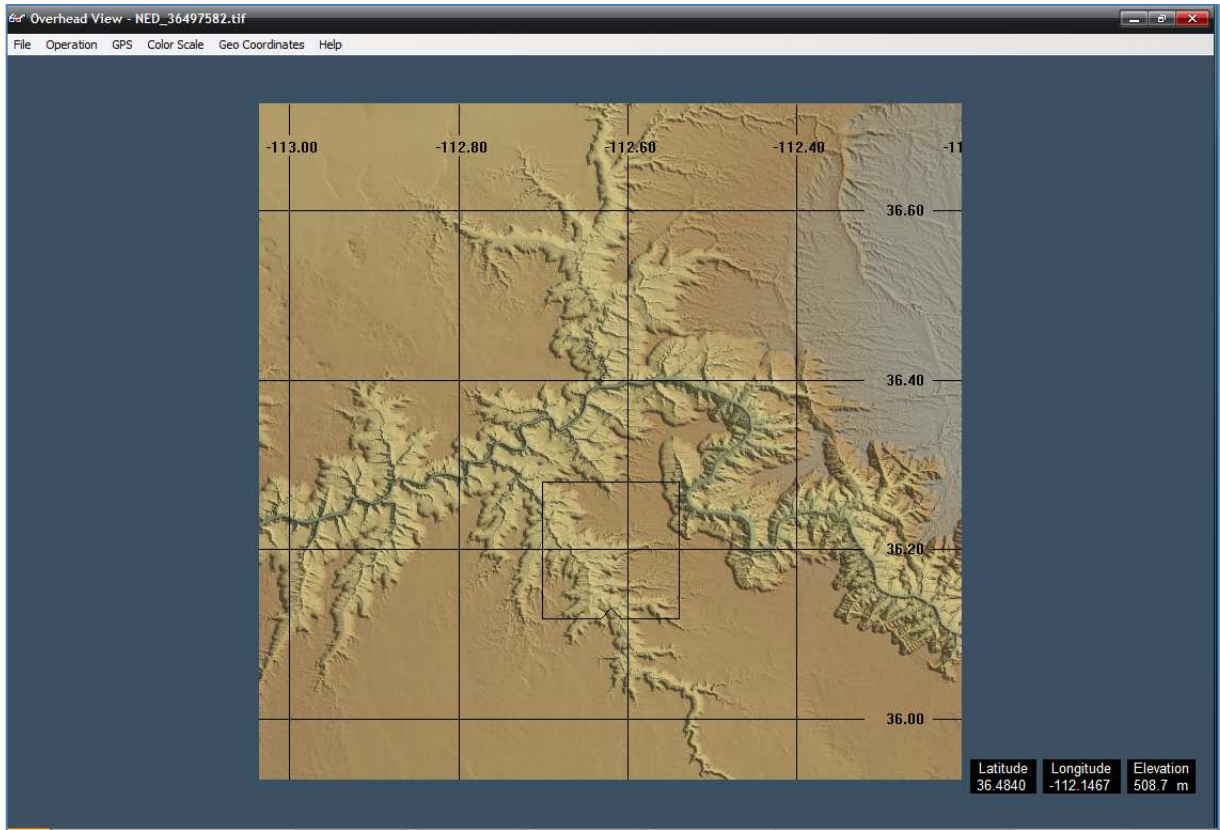 Overhead View - NED_36497582.tif
File Operation GPS Color Scale Geo Coordinates Help
-113.00 -112.80 -112.60 -112.40 -11
36.60
36.40
36.20
36.00
Latitude Longitude Elevation
36.4840 -112.1467 508.7 m